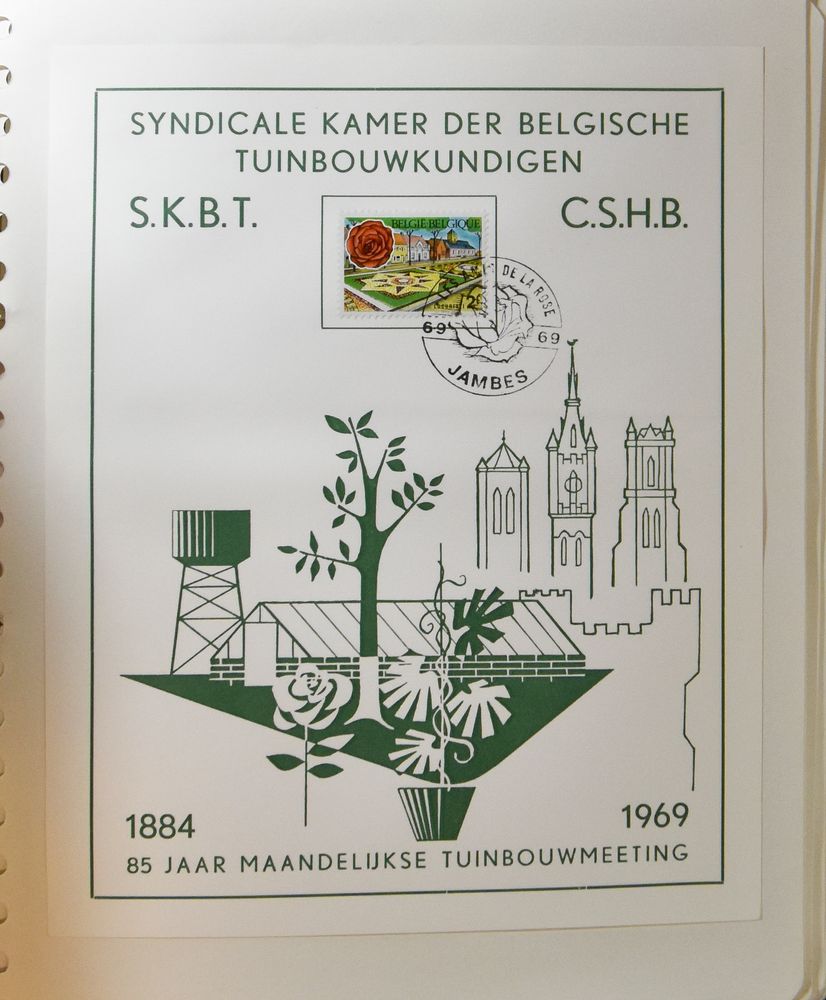 SYNDICALE KAMER DER BELGISCHE
TUINBOUWKUNDIGEN
S.K.B.T.
C.S.H.B.
BELGIE·BELGIQUE
DE LA ROSE
69
69
JAMBES
1884
1969
85 JAAR MAANDELIJKSE TUINBOUWMEETING